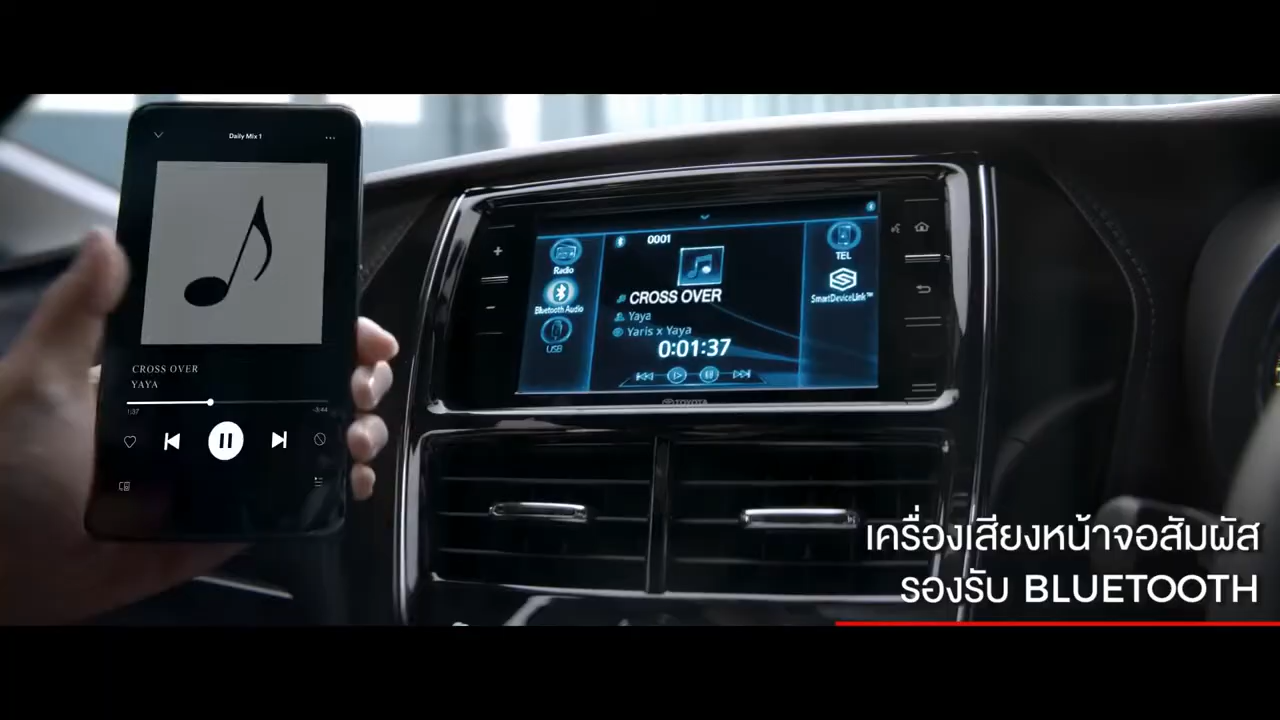 Daily Mix 1
CROSS OVER
YAYA
1:37
-3:44
0001
Radio
Bluetooth Audio
USB
CROSS OVER
Yaya
Yaris x Yaya
0:01:37
TEL
SmartDeviceLink™
TOYOTA
เครื่องเสียงหน้าจอสัมผัส
รองรับ BLUETOOTH